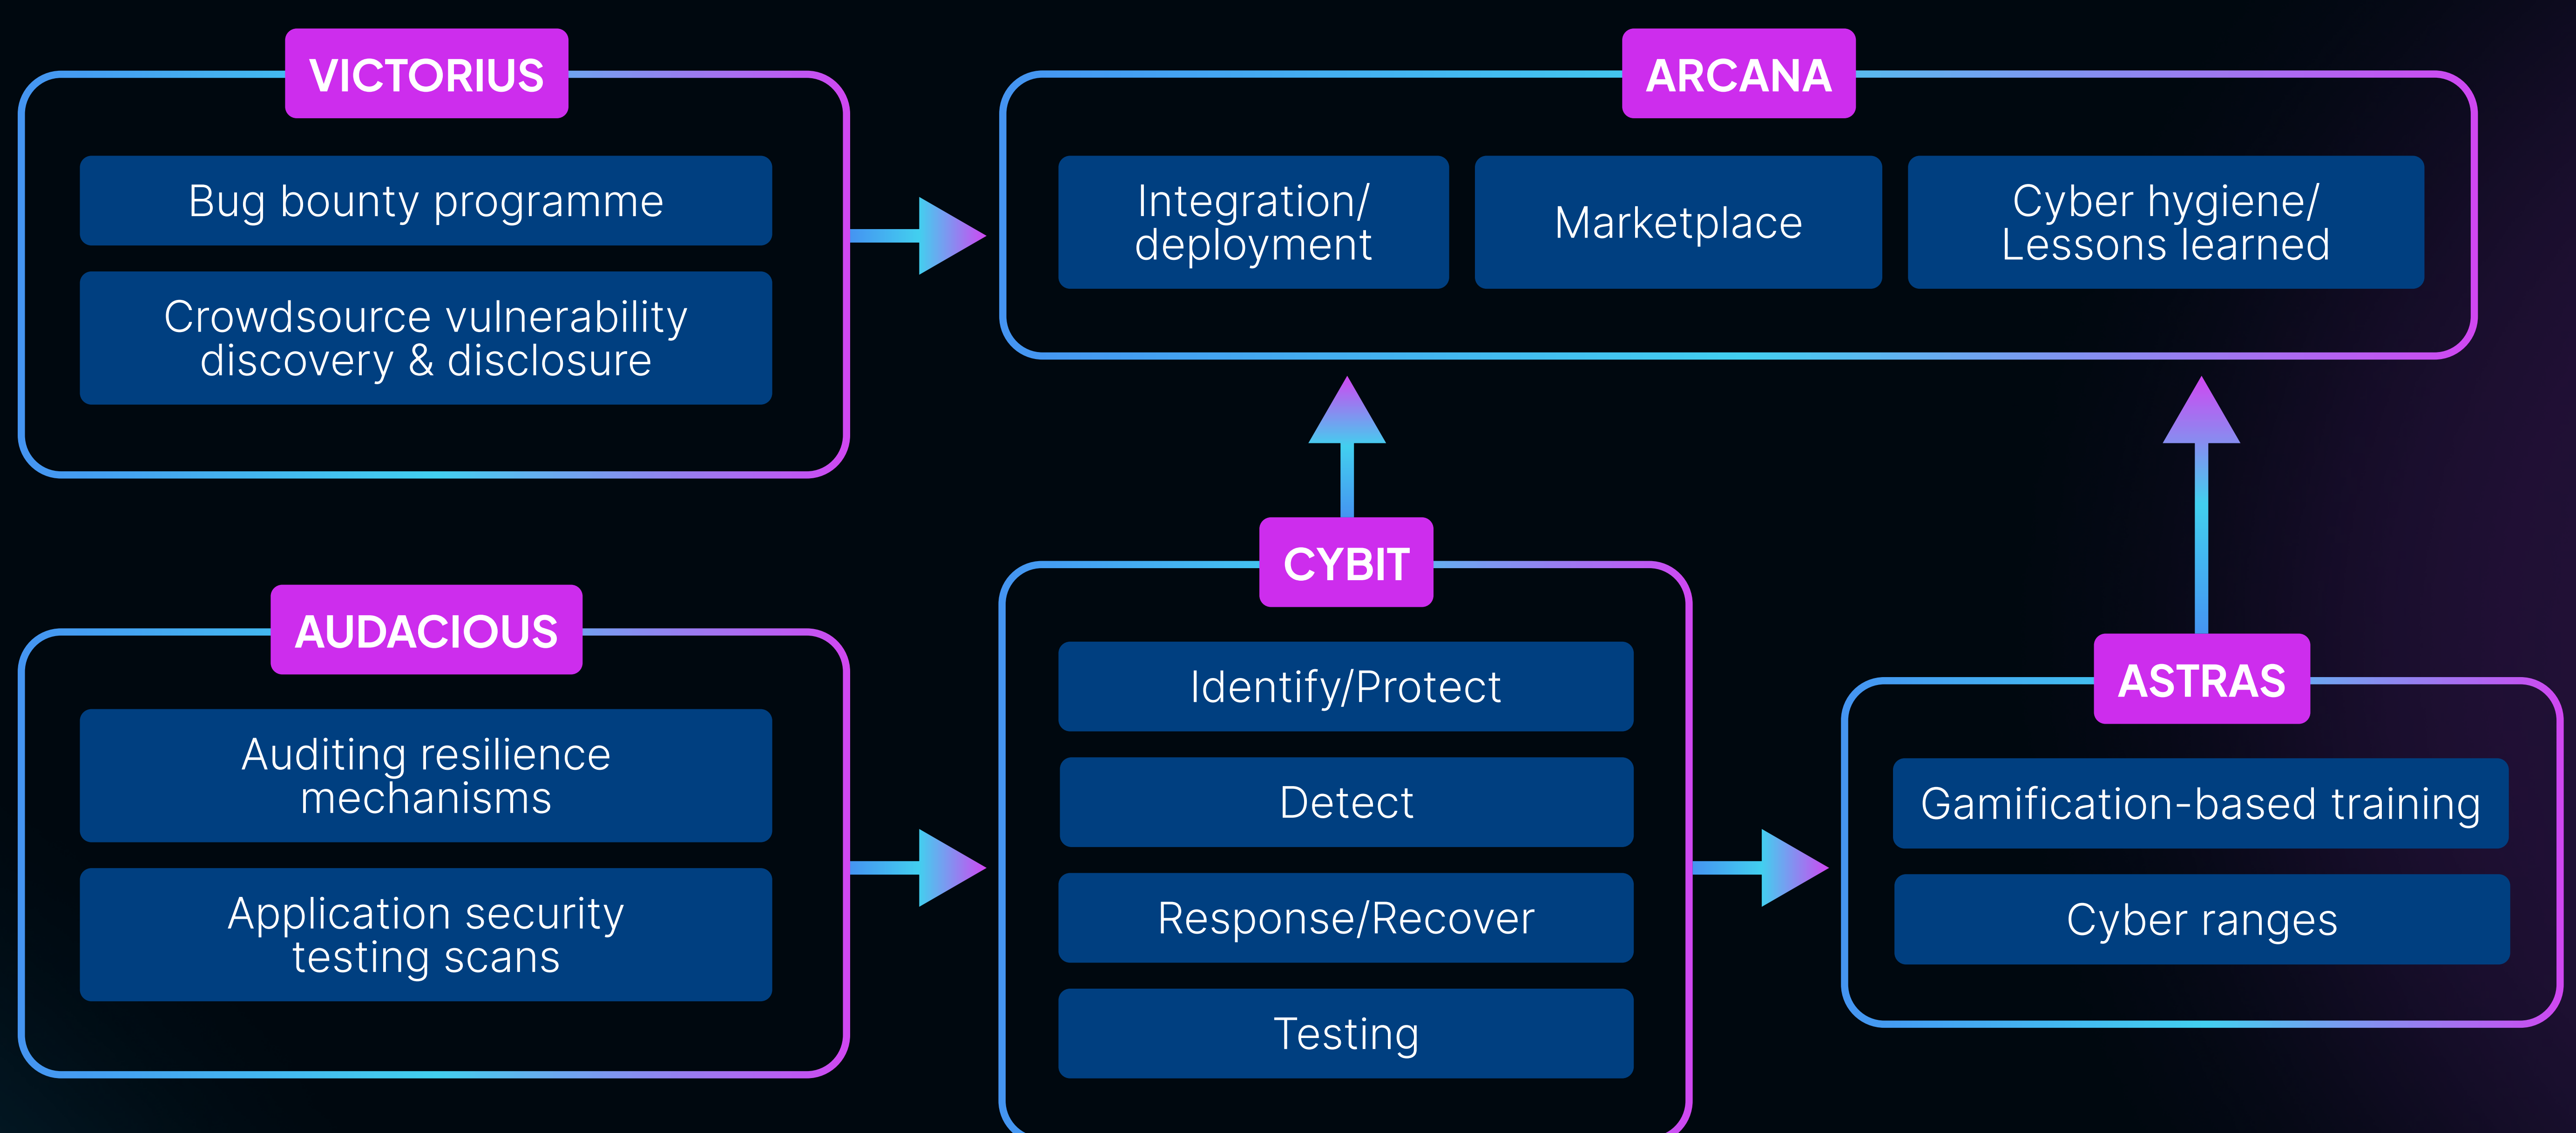 VICTORIUS
Bug bounty programme
Crowdsource vulnerability
discovery & disclosure
ARCANA
Integration/
deployment
Marketplace
Cyber hygiene/
Lessons learned
AUDACIOUS
Auditing resilience
mechanisms
Application security
testing scans
CYBIT
Identify/Protect
Detect
Response/Recover
Testing
ASTRAS
Gamification-based training
Cyber ranges